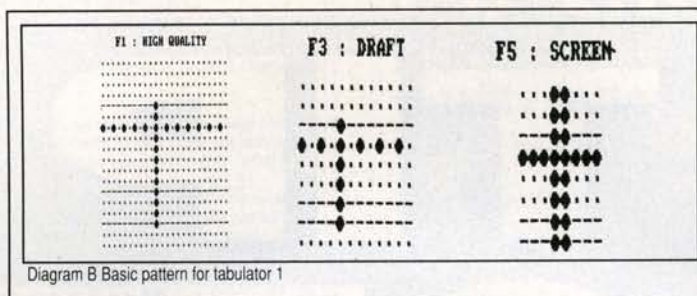 F1 : HIGH QUALITY
F3 : DRAFT
F5 : SCREEN
Diagram B Basic pattern for tabulator 1